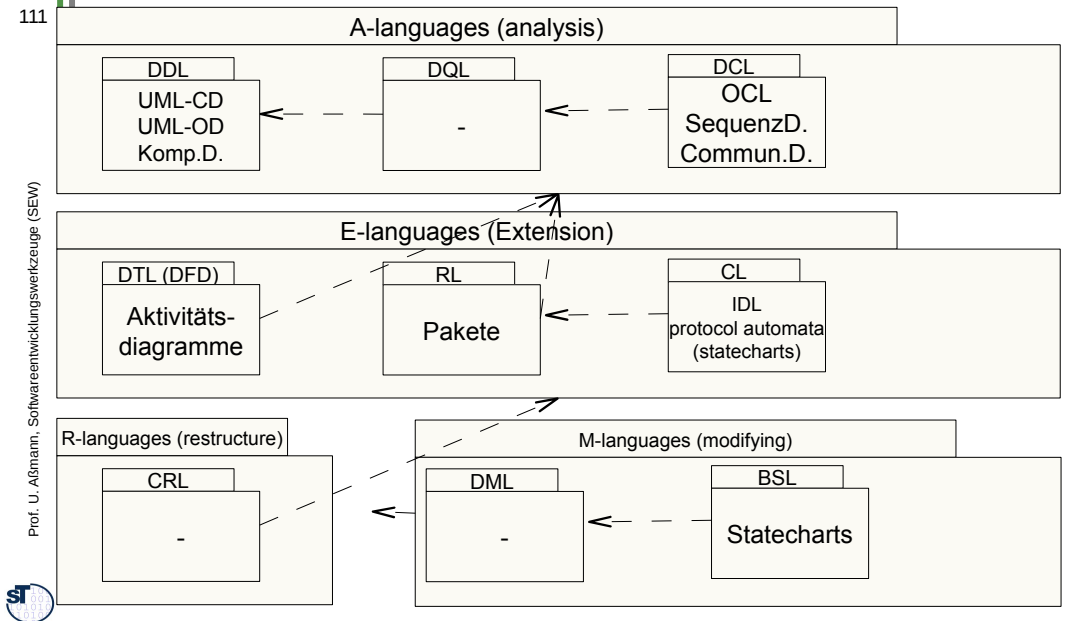 111
A-languages (analysis)
DDL
UML-CD
UML-OD
Komp.D.
DQL
-
DCL
OCL
SequenzD.
Commun.D.
E-languages (Extension)
DTL (DFD)
Aktivitäts-
diagramme
RL
Pakete
CL
IDL
protocol automata
(statecharts)
R-languages (restructure)
CRL
-
M-languages (modifying)
DML
-
BSL
Statecharts
Prof. U. Aßmann, Softwareentwicklungswerkzeuge (SEW)
ST